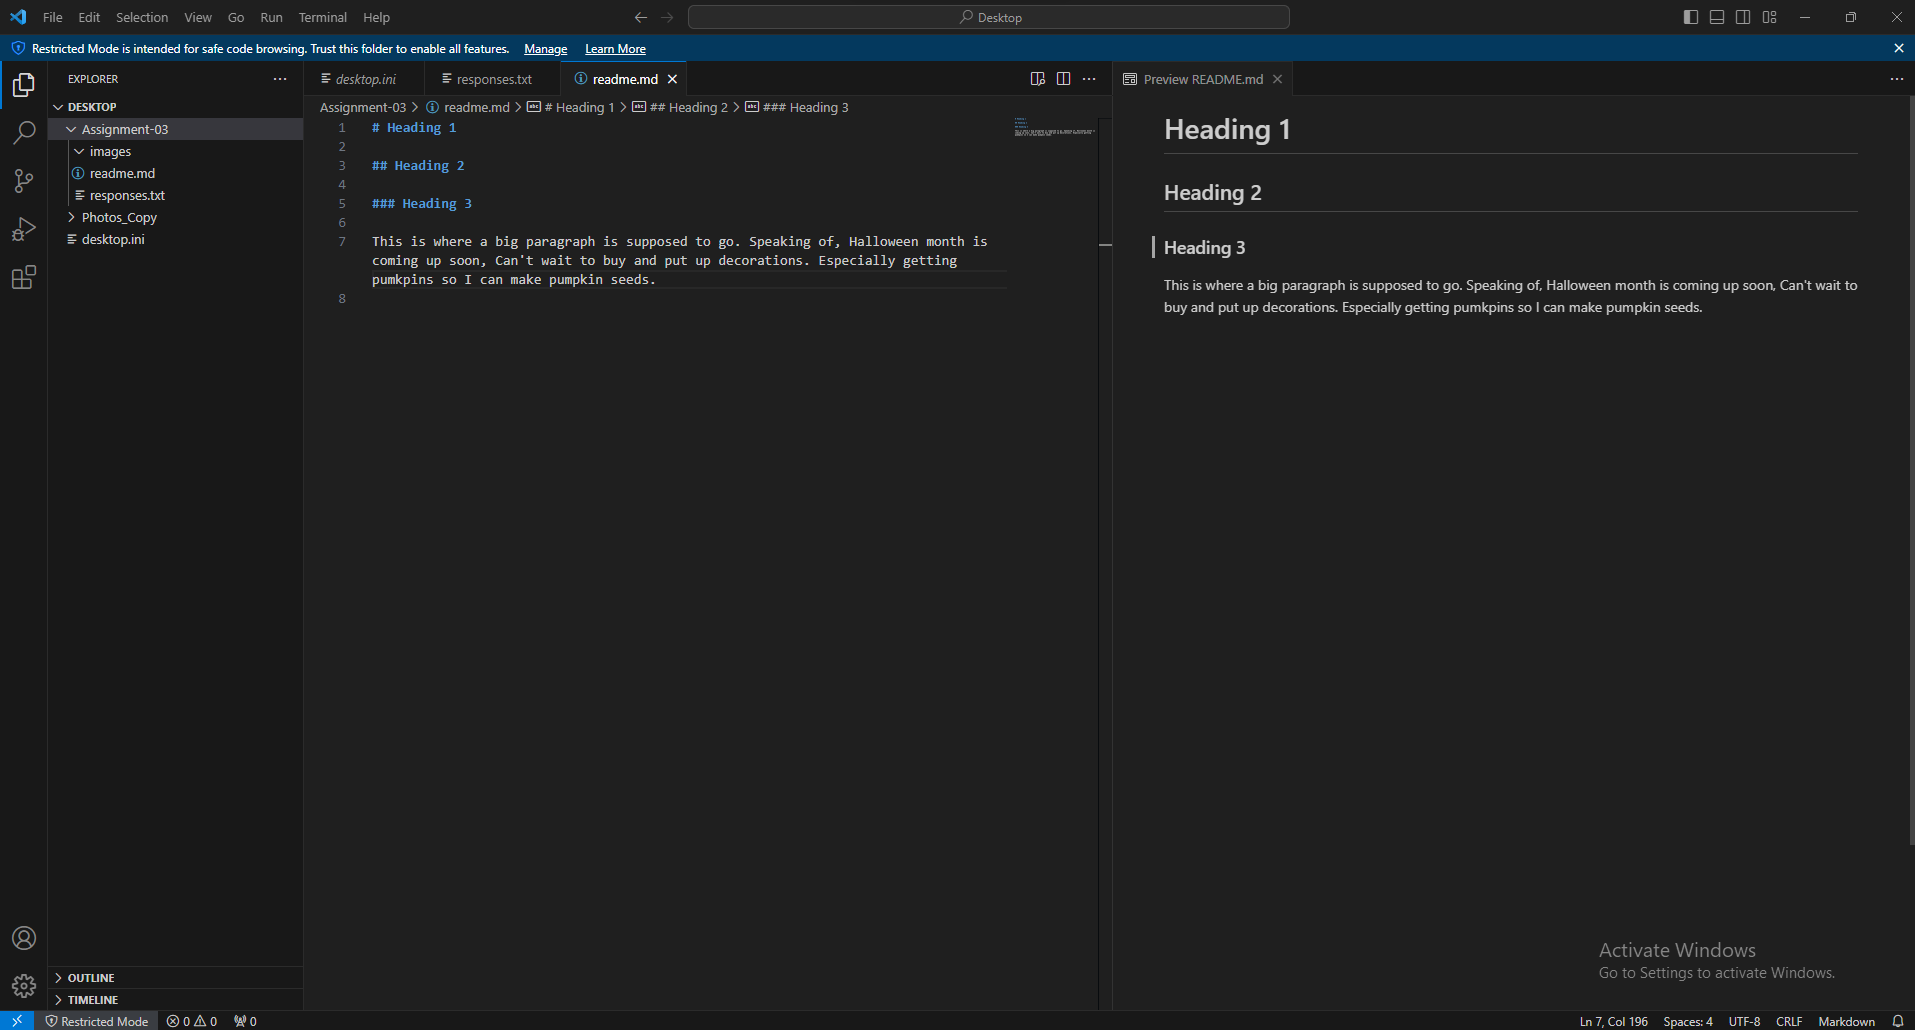 File Edit Selection View Go Run Terminal Help
Desktop
Restricted Mode is intended for safe code browsing. Trust this folder to enable all features. Manage Learn More
EXPLORER
DESKTOP
Assignment-03
images
readme.md
responses.txt
Photos_Copy
desktop.ini
OUTLINE
TIMELINE
desktop.ini responses.txt readme.md
Assignment-03 > readme.md > # Heading 1 > ## Heading 2 > ### Heading 3
1 # Heading 1
2
3 ## Heading 2
4
5 ### Heading 3
6
7 This is where a big paragraph is supposed to go. Speaking of, Halloween month is
coming up soon, Can't wait to buy and put up decorations. Especially getting
pumkpins so I can make pumpkin seeds.
8
Preview README.md
Heading 1
Heading 2
Heading 3
This is where a big paragraph is supposed to go. Speaking of, Halloween month is coming up soon, Can't wait to
buy and put up decorations. Especially getting pumkpins so I can make pumpkin seeds.
Activate Windows
Go to Settings to activate Windows.
Restricted Mode 0 0 0 Ln 7, Col 196 Spaces: 4 UTF-8 CRLF Markdown